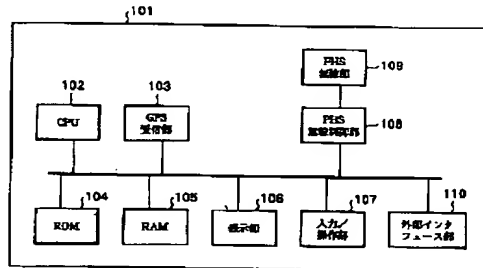 101
109
PHS
無線部
102
103
CPU
GPS
受信部
108
PHS
無線制御部
104
105
106
107
110
ROM
RAM
表示部
入力/
操作部
外部インタ
フェース部